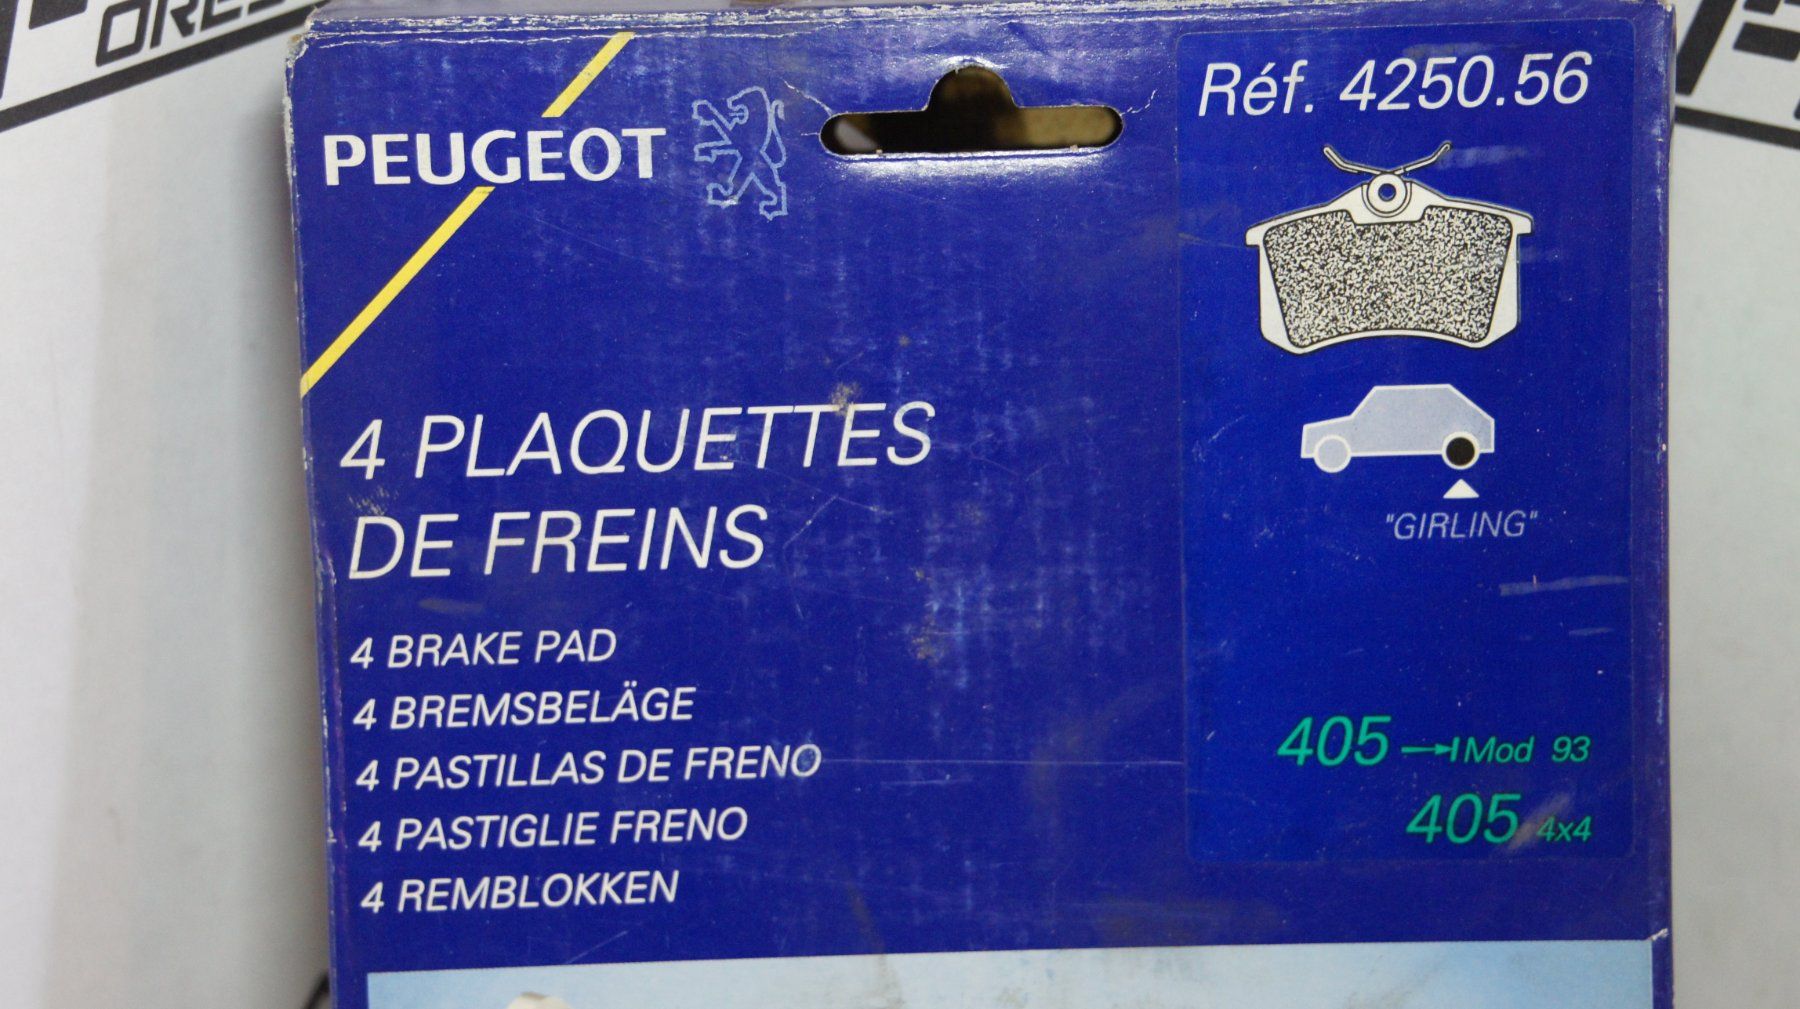 PEUGEOT
Réf. 4250.56
4 PLAQUETTES
DE FREINS
4 BRAKE PAD
4 BREMSBELÄGE
4 PASTILLAS DE FRENO
4 PASTIGLIE FRENO
4 REMBLOKKEN
"GIRLING"
405 →I Mod 93
405 4x4